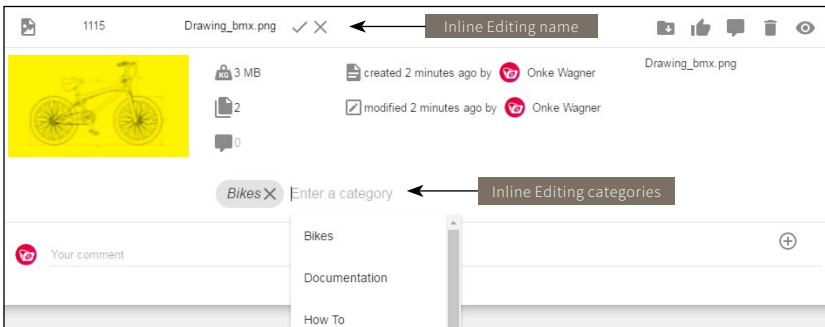 1115 Drawing_bmx.png Inline Editing name
KG 3 MB created 2 minutes ago by Onke Wagner Drawing_bmx.png
2 modified 2 minutes ago by Onke Wagner
0
Bikes Enter a category Inline Editing categories
Bikes
Your comment
Documentation
How To